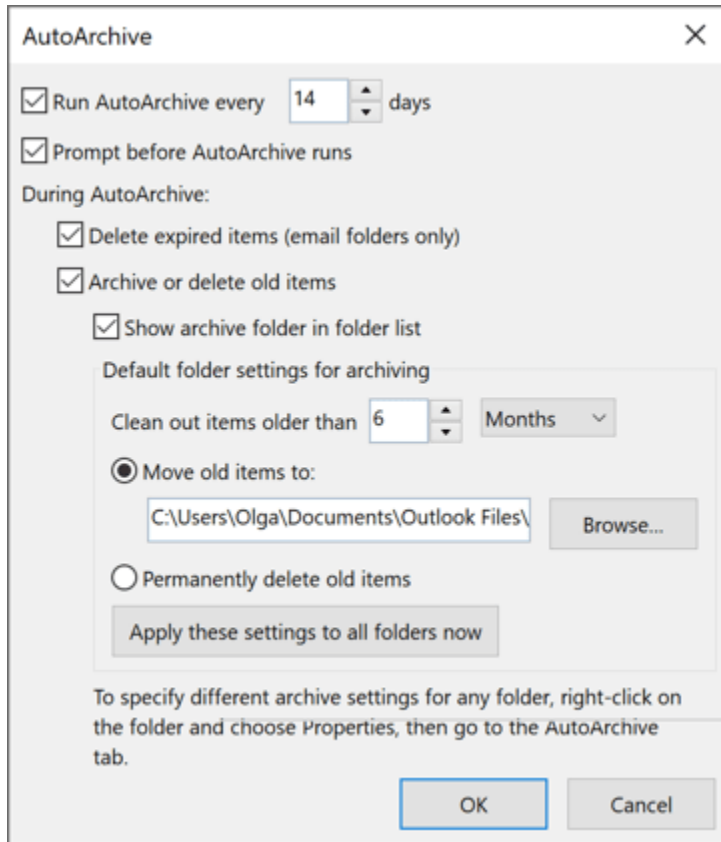 AutoArchive
Run AutoArchive every 14 days
Prompt before AutoArchive runs
During AutoArchive:
Delete expired items (email folders only)
Archive or delete old items
Show archive folder in folder list
Default folder settings for archiving
Clean out items older than 6 Months
Move old items to:
C:\Users\Olga\Documents\Outlook Files\ Browse...
Permanently delete old items
Apply these settings to all folders now
To specify different archive settings for any folder, right-click on
the folder and choose Properties, then go to the AutoArchive
tab.
OK Cancel